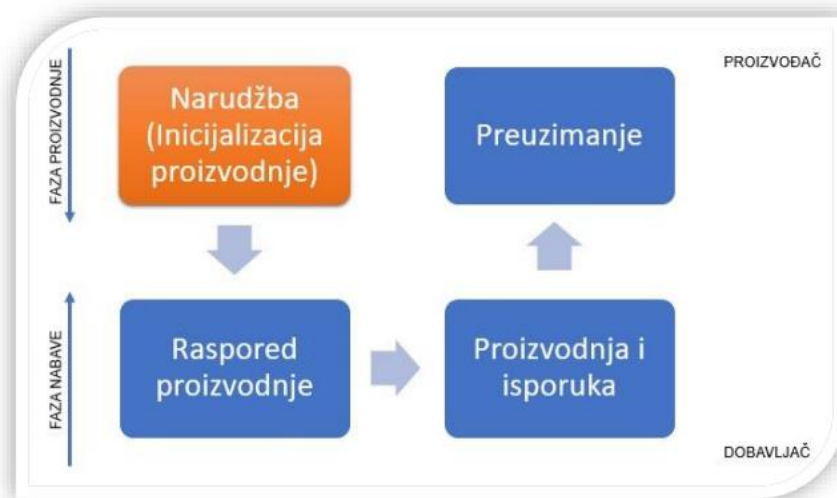 FAZA PROIZVODNJE
Narudžba
(Inicijalizacija
proizvodnje)
Preuzimanje
PROIZVOĐAČ
FAZA NABAVE
Raspored
proizvodnje
Proizvodnja i
isporuka
DOBAVLJAČ